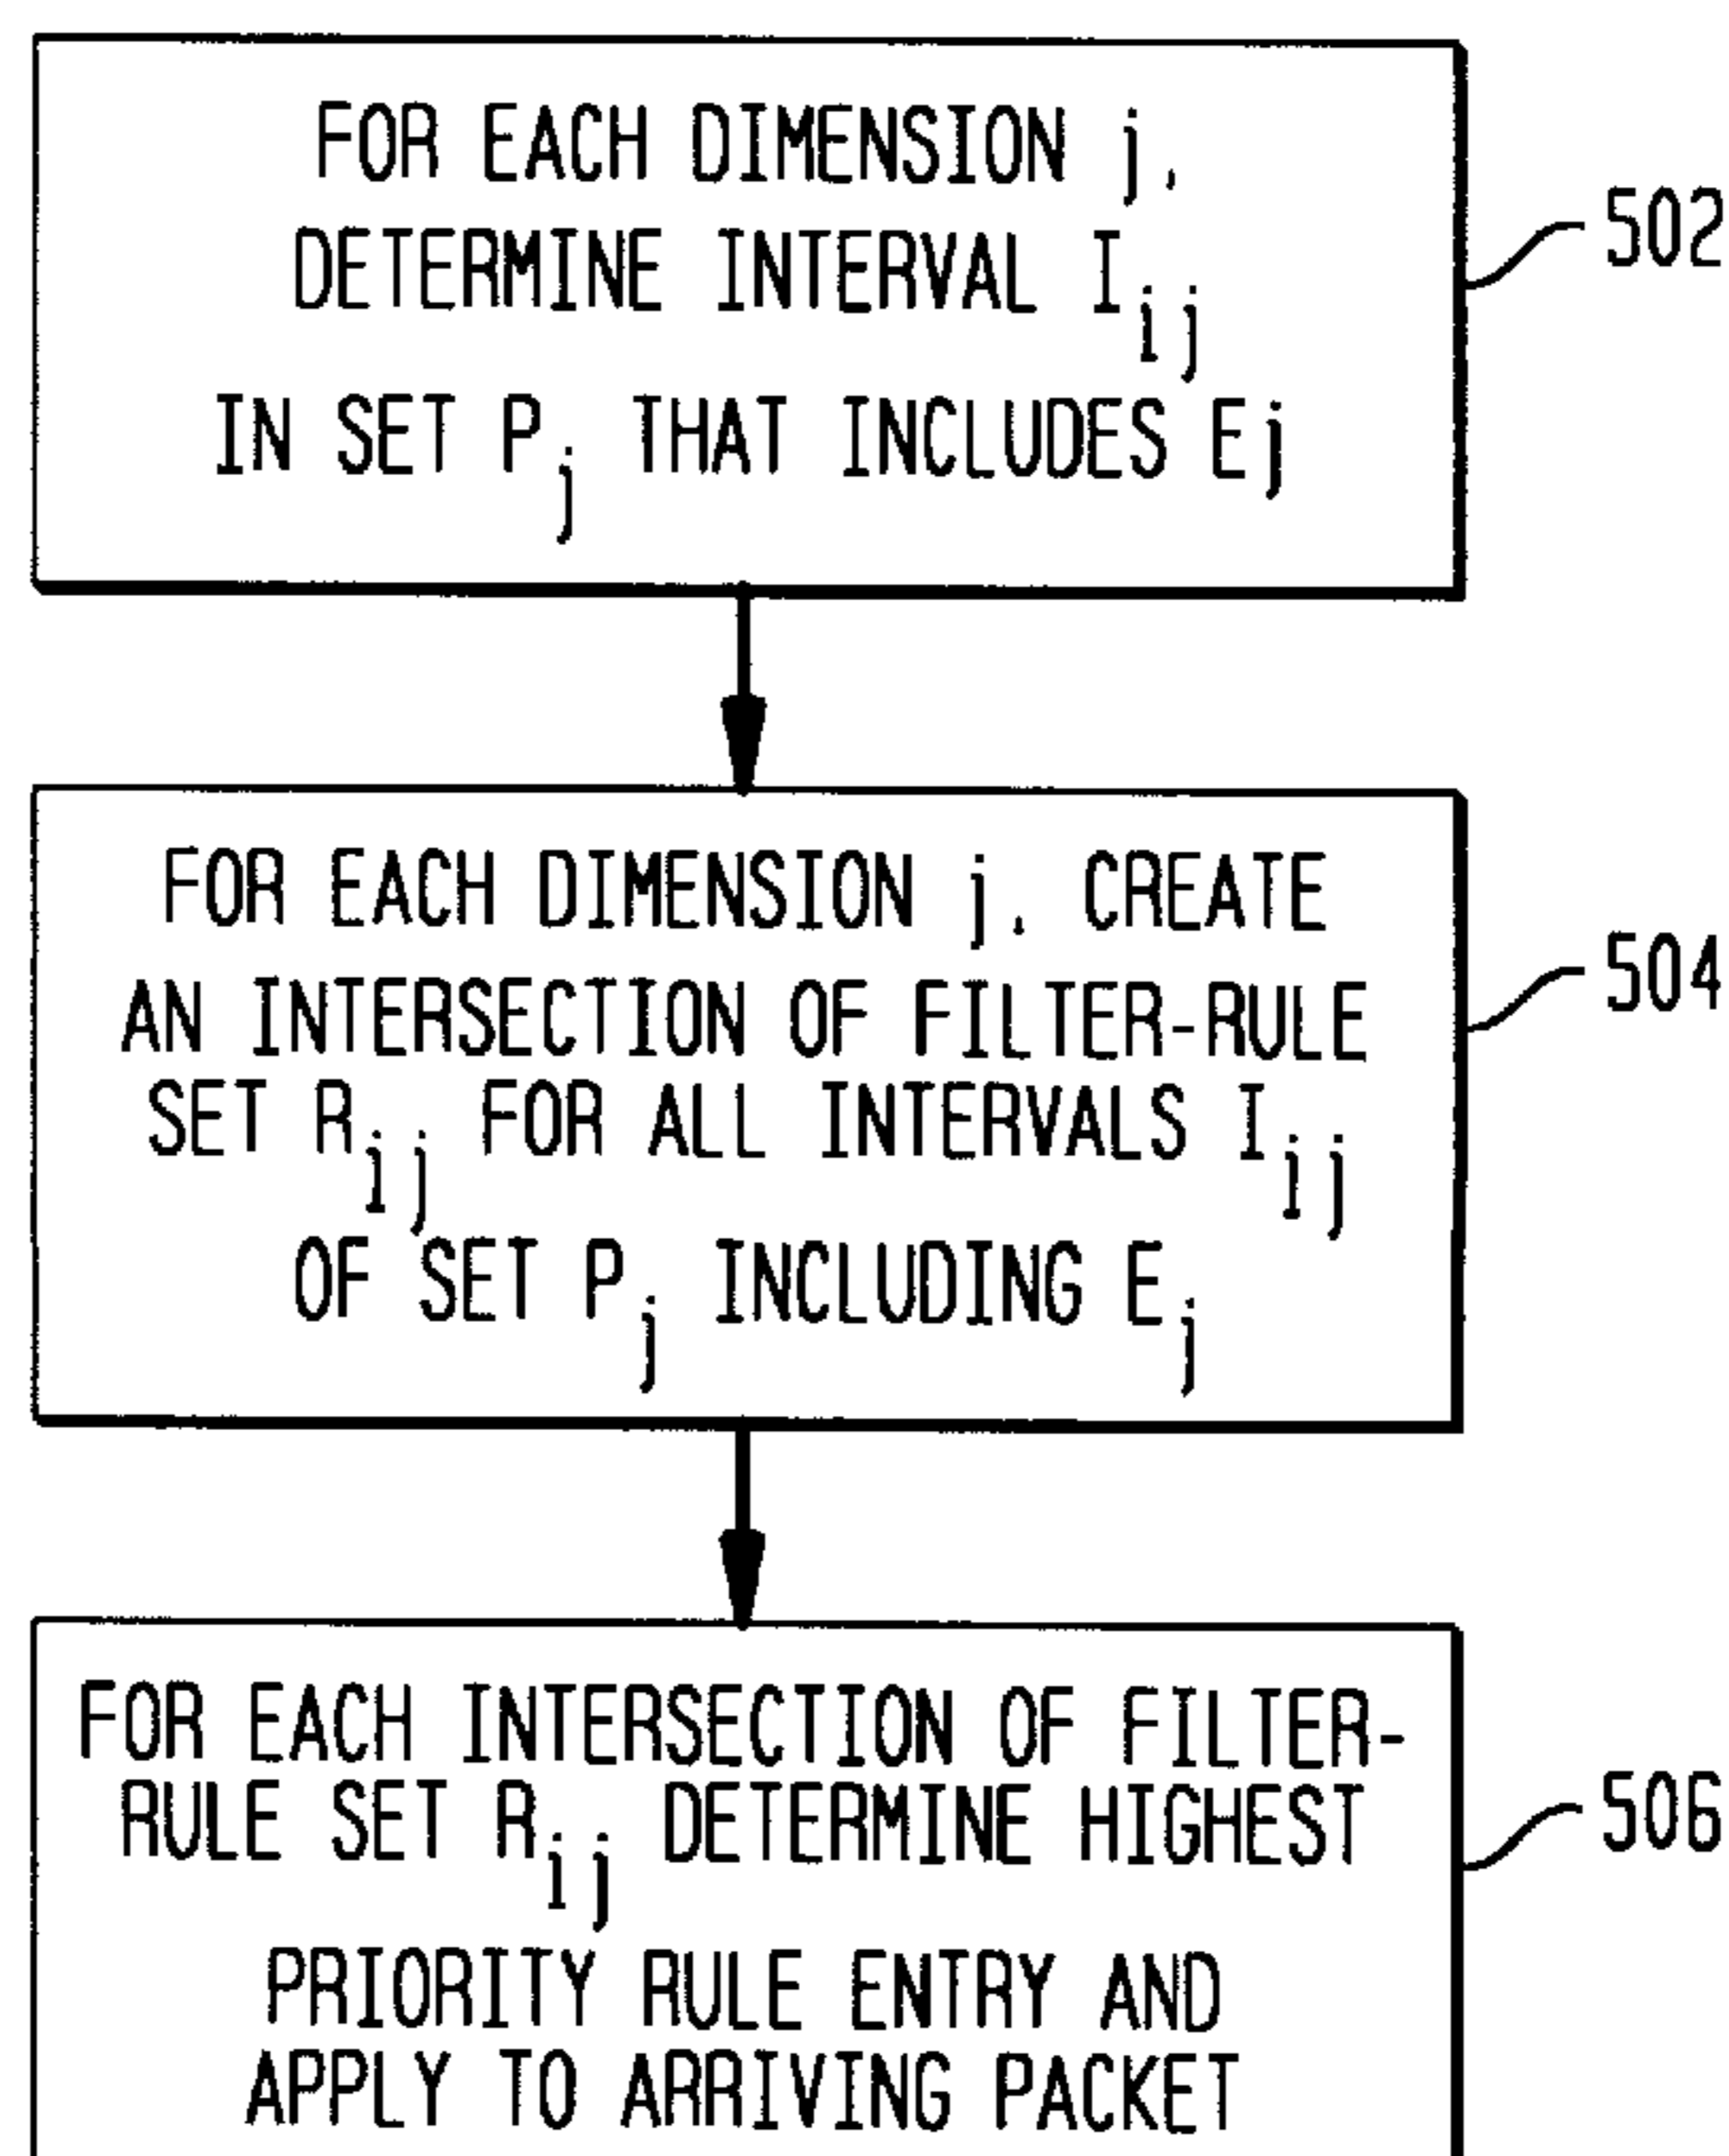 FOR EACH DIMENSION j,
DETERMINE INTERVAL Iij
IN SET Pj THAT INCLUDES Ej
502
FOR EACH DIMENSION j, CREATE
AN INTERSECTION OF FILTER-RULE
SET Rij FOR ALL INTERVALS Iij
OF SET Pj INCLUDING Ej
504
FOR EACH INTERSECTION OF FILTER-
RULE SET Rij DETERMINE HIGHEST
PRIORITY RULE ENTRY AND
APPLY TO ARRIVING PACKET
506